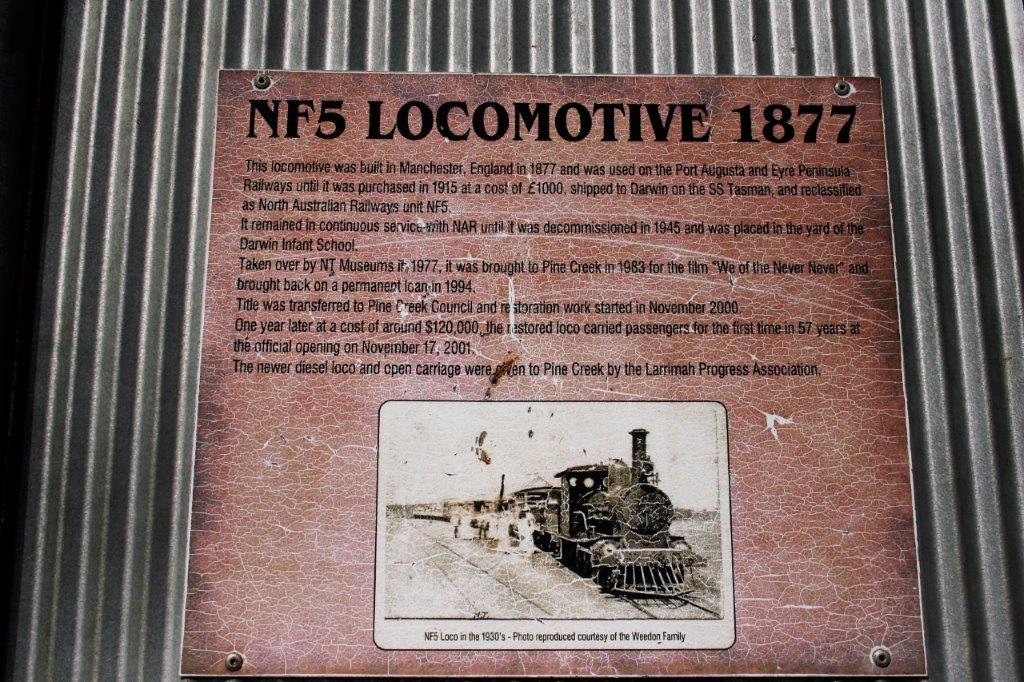 NF5 LOCOMOTIVE 1877
This locomotive was built in Manchester, England in 1877 and was used on the Port Augusta and Eyre Peninsula
Railways until it was purchased in 1915 at a cost of £1000, shipped to Darwin on the SS Tasman, and reclassified
as North Australian Railways unit NF5.
It remained in continuous service with NAR until it was decommissioned in 1945 and was placed in the yard of the
Darwin Infant School.
Taken over by NT Museums in 1977, it was brought to Pine Creek in 1983 for the film "We of the Never Never" and
brought back on a permanent loan in 1994.
Title was transferred to Pine Creek Council and restoration work started in November 2000.
One year later at a cost of around $120,000, the restored loco carried passengers for the first time in 57 years at
the official opening on November 17, 2001.
The newer diesel loco and open carriage were given to Pine Creek by the Larrimah Progress Association.
NF5 Loco in the 1930's - Photo reproduced courtesy of the Weedon Family